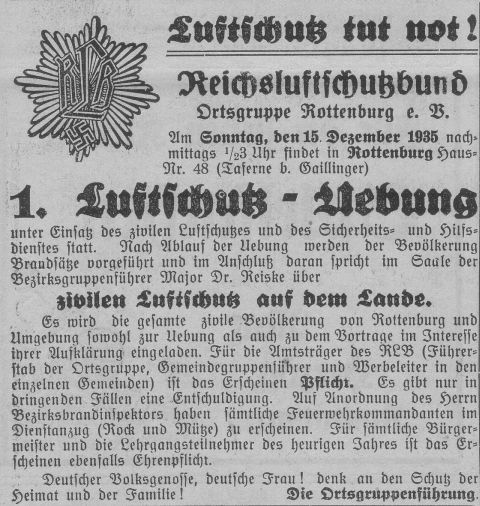 Luftschutz tut not!
RLB
Reichsluftschutzbund
Ortsgruppe Rottenburg e. V.
Am Sonntag, den 15. Dezember 1935 nach-
mittags 1/23 Uhr findet in Rottenburg Haus-
Nr. 48 (Taferne b. Gaillinger)
1. Luftschutz - Uebung
unter Einsatz des zivilen Luftschutzes und des Sicherheits- und Hilfs-
dienstes statt. Nach Ablauf der Uebung werden der Bevölkerung
Brandsätze vorgeführt und im Anschluß daran spricht im Saale der
Bezirksgruppenführer Major Dr. Reiske über
zivilen Luftschutz auf dem Lande.
Es wird die gesamte zivile Bevölkerung von Rottenburg und
Umgebung sowohl zur Uebung als auch zu dem Vortrage im Interesse
ihrer Aufklärung eingeladen. Für die Amtsträger des RLB (Führer-
stab der Ortsgruppe, Gemeindegruppenführer und Werbeleiter in den
einzelnen Gemeinden) ist das Erscheinen Pflicht. Es gibt nur in
dringenden Fällen eine Entschuldigung. Auf Anordnung des Herrn
Bezirksbrandinspektors haben sämtliche Feuerwehrkommandanten im
Dienstanzug (Rock und Mütze) zu erscheinen. Für sämtliche Bürger-
meister und die Lehrgangsteilnehmer des heurigen Jahres ist das Er-
scheinen ebenfalls Ehrenpflicht.
Deutscher Volksgenosse, deutsche Frau! denk an den Schutz der
Heimat und der Familie! Die Ortsgruppenführung.